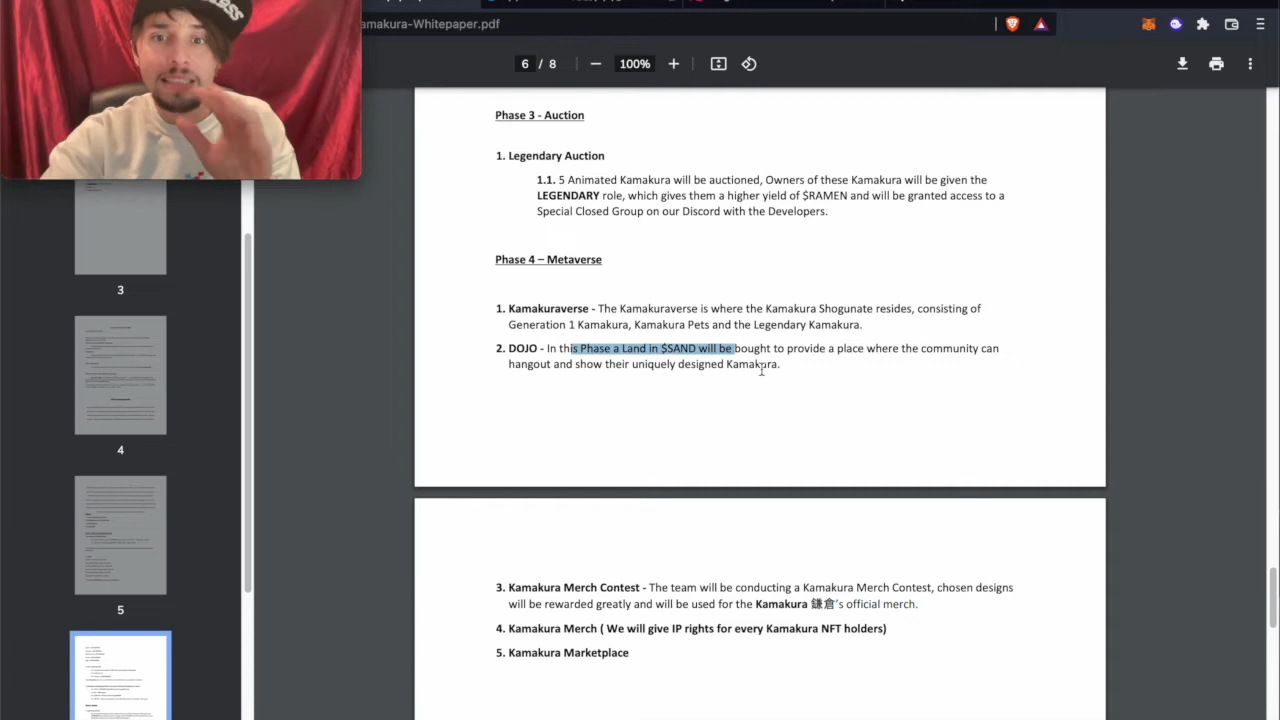 amakura-Whitepaper.pdf
6 / 8
100%
Phase 3 - Auction
1. Legendary Auction
1.1. 5 Animated Kamakura will be auctioned, Owners of these Kamakura will be given the
LEGENDARY role, which gives them a higher yield of $RAMEN and will be granted access to a
Special Closed Group on our Discord with the Developers.
Phase 4 – Metaverse
1. Kamakuraverse - The Kamakuraverse is where the Kamakura Shogunate resides, consisting of
Generation 1 Kamakura, Kamakura Pets and the Legendary Kamakura.
2. DOJO - In this Phase a Land in $SAND will be bought to provide a place where the community can
hangout and show their uniquely designed Kamakura.
3. Kamakura Merch Contest - The team will be conducting a Kamakura Merch Contest, chosen designs
will be rewarded greatly and will be used for the Kamakura 鎌倉's official merch.
4. Kamakura Merch ( We will give IP rights for every Kamakura NFT holders)
5. Kamakura Marketplace
3
4
5